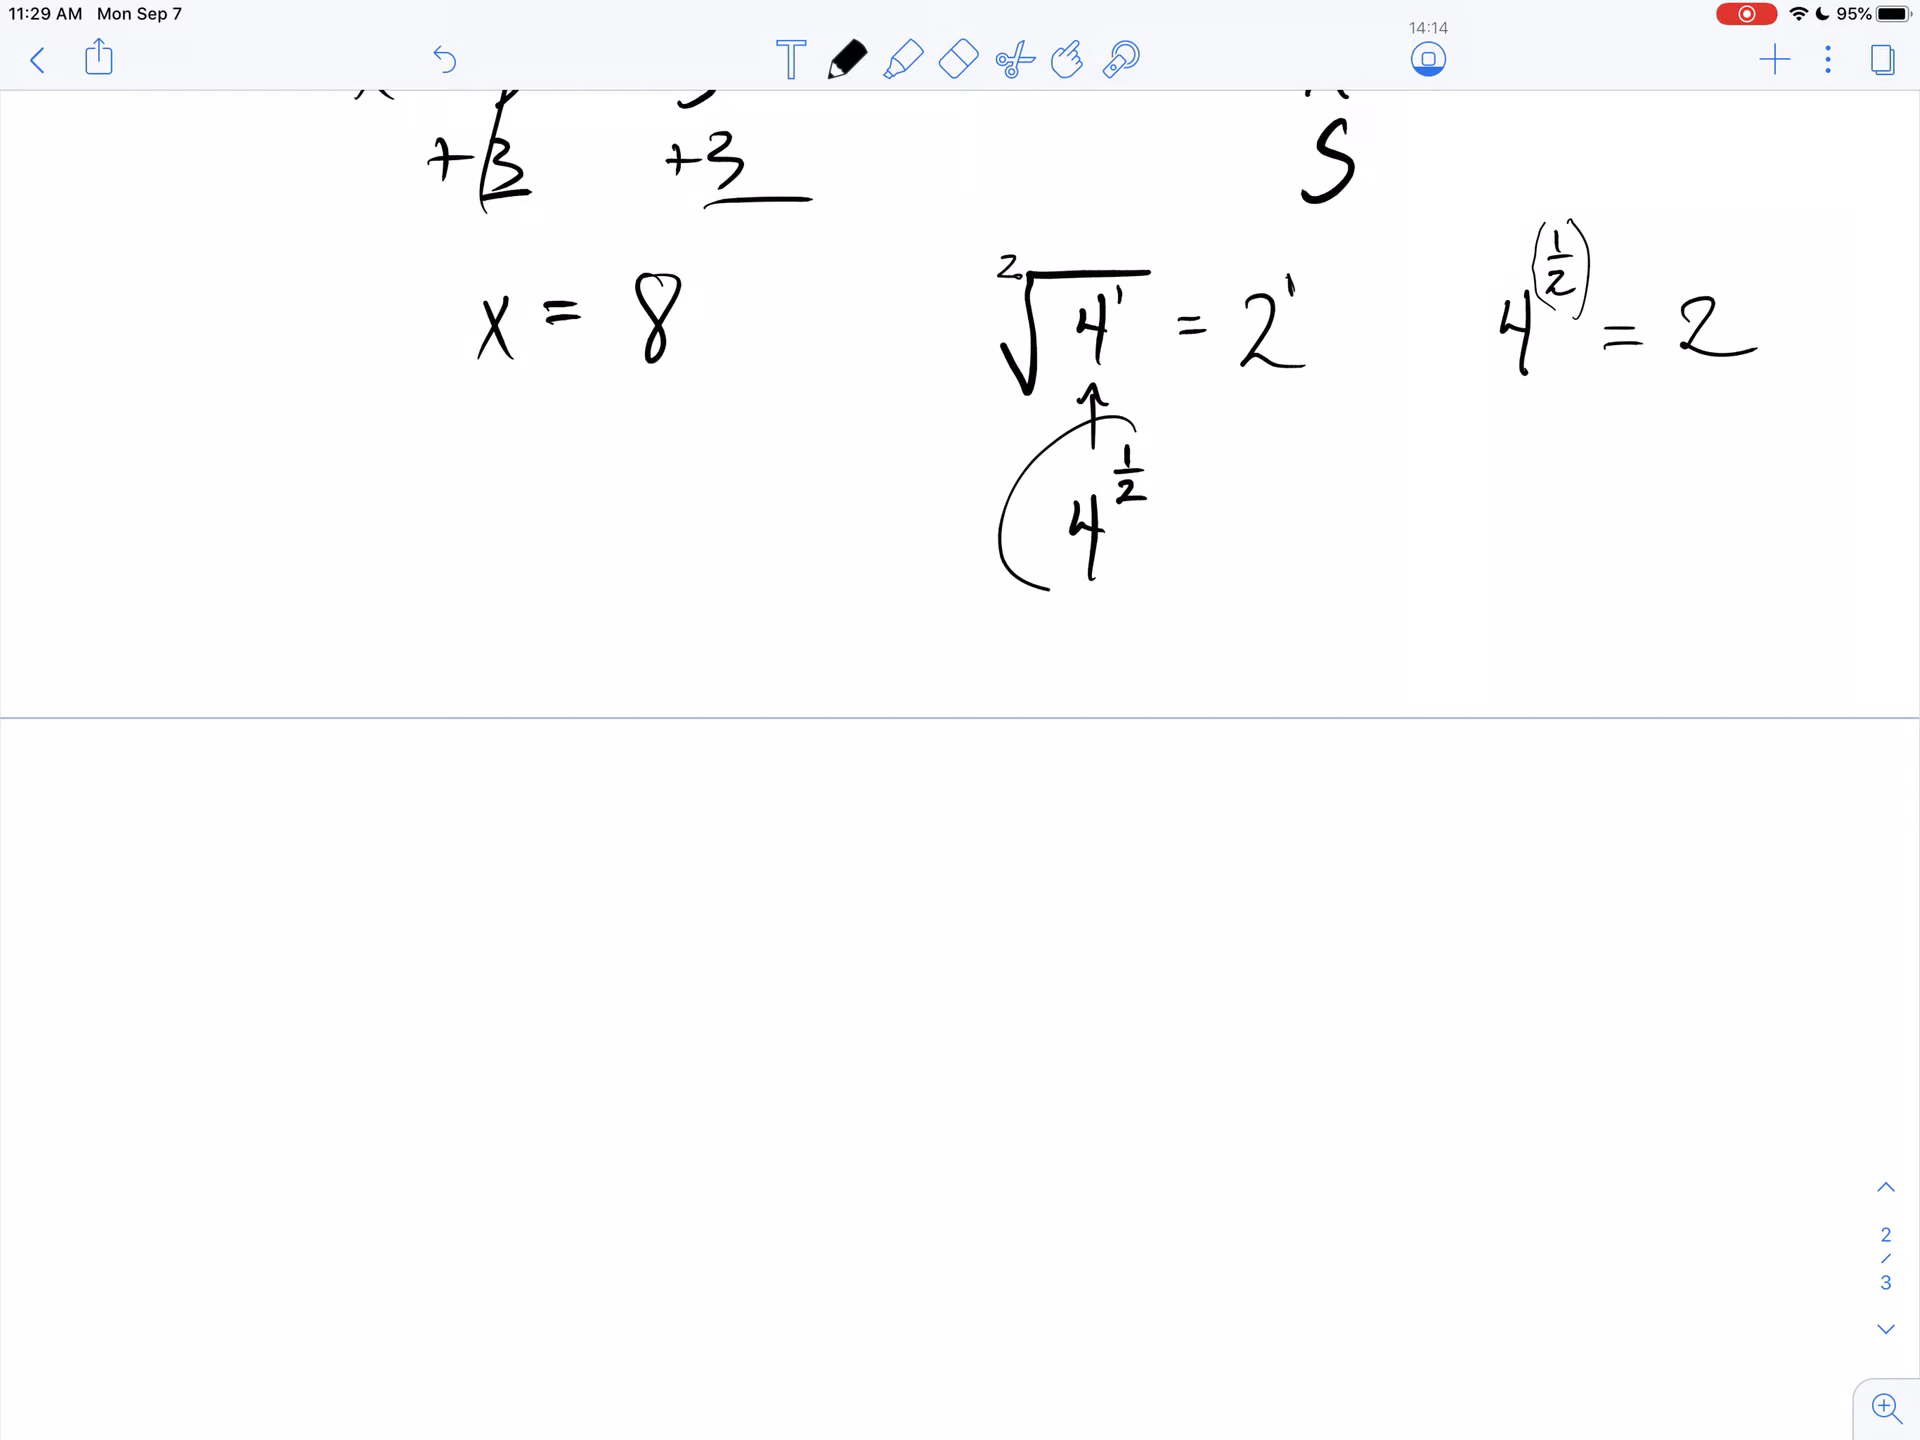 11:29 AM Mon Sep 7
95%
14:14
T
+3 +3
S
x = 8
²√4¹ = 2¹
4^(1/2) = 2
4^1/2
2
/
3